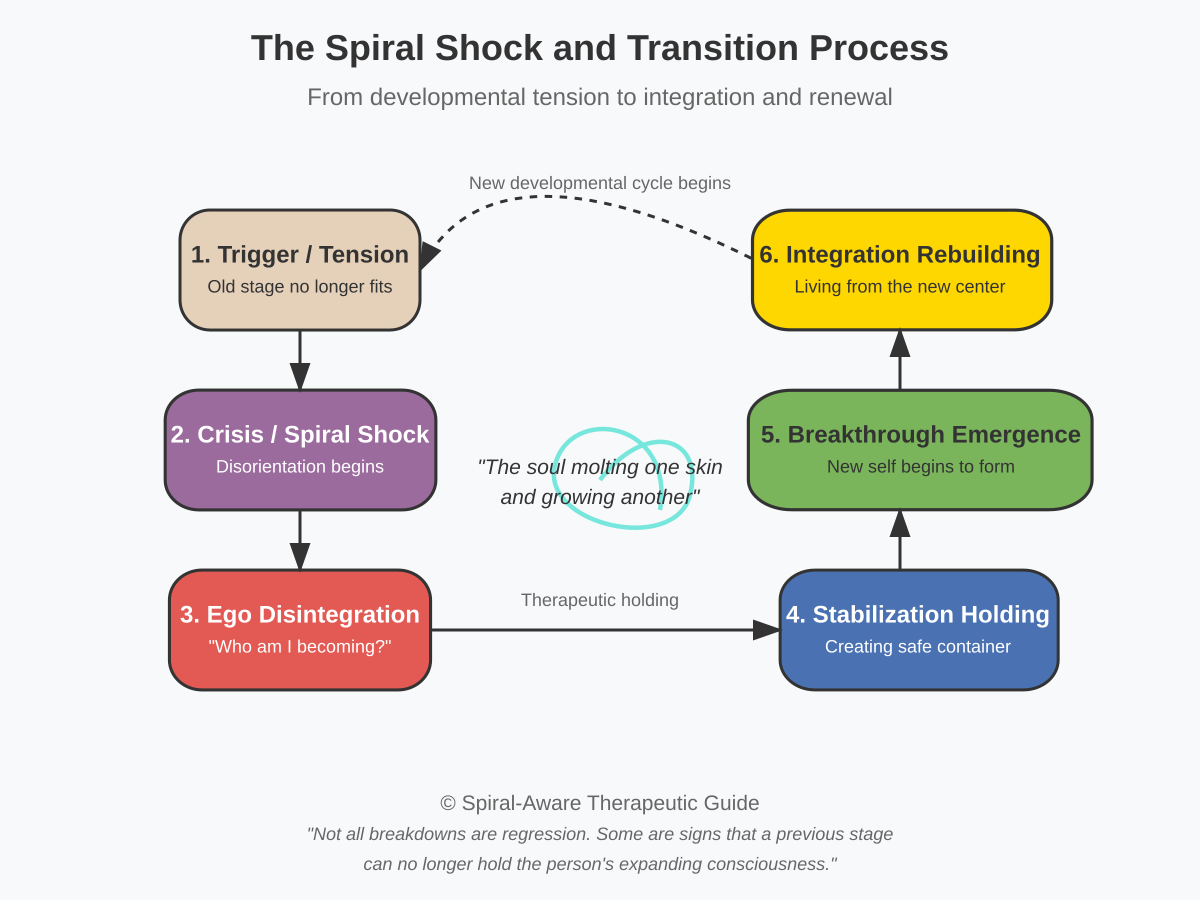 The Spiral Shock and Transition Process
From developmental tension to integration and renewal
New developmental cycle begins
1. Trigger / Tension
Old stage no longer fits
2. Crisis / Spiral Shock
Disorientation begins
3. Ego Disintegration
"Who am I becoming?"
Therapeutic holding
4. Stabilization Holding
Creating safe container
5. Breakthrough Emergence
New self begins to form
6. Integration Rebuilding
Living from the new center
"The soul molting one skin
and growing another"
© Spiral-Aware Therapeutic Guide
"Not all breakdowns are regression. Some are signs that a previous stage
can no longer hold the person's expanding consciousness."